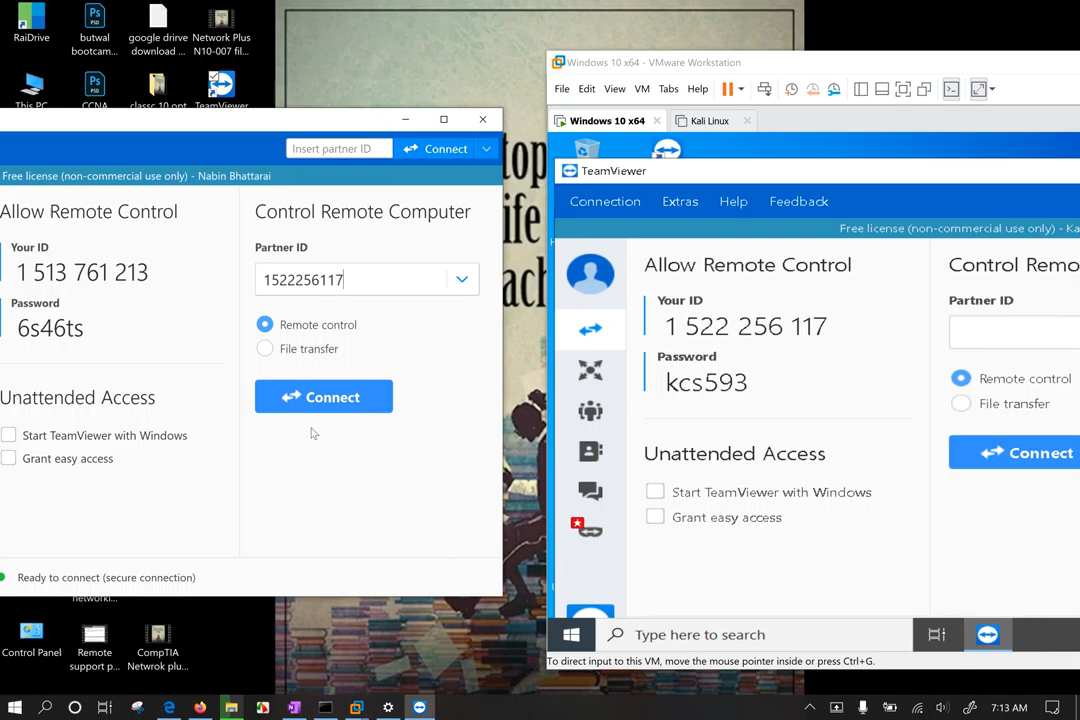 RaiDrive
butwal
bootcam...
google drirve
download ...
Network Plus
N10-007 fil...
This PC
CCNA
classc 10 opt
TeamViewer
top
ife
ach
Insert partner ID
Connect
Free license (non-commercial use only) - Nabin Bhattarai
Allow Remote Control
Your ID
1 513 761 213
Password
6s46ts
Unattended Access
Start TeamViewer with Windows
Grant easy access
Control Remote Computer
Partner ID
1522256117
Remote control
File transfer
Connect
Ready to connect (secure connection)
Windows 10 x64 - VMware Workstation
File Edit View VM Tabs Help
Windows 10 x64
Kali Linux
TeamViewer
Connection Extras Help Feedback
Free license (non-commercial use only) - Ka
Allow Remote Control
Your ID
1 522 256 117
Password
kcs593
Unattended Access
Start TeamViewer with Windows
Grant easy access
Control Remo
Partner ID
Remote control
File transfer
Connect
Type here to search
To direct input to this VM, move the mouse pointer inside or press Ctrl+G.
networki...
Control Panel
Remote
support p...
CompTIA
Netwrok plu...
7:13 AM